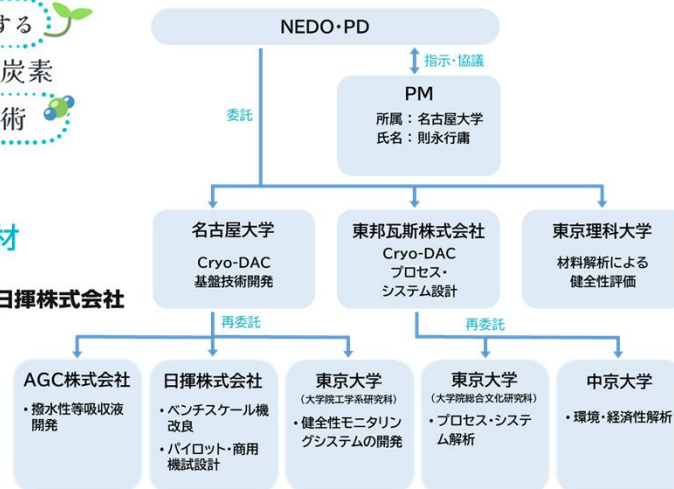 する
炭素
術
材
日揮株式会社
NEDO・PD
指示・協議
PM
所属：名古屋大学
氏名：則永行庸
委託
名古屋大学
Cryo-DAC
基盤技術開発
東邦瓦斯株式会社
Cryo-DAC
プロセス・
システム設計
東京理科大学
材料解析による
健全性評価
再委託
再委託
AGC株式会社
・撥水性等吸収液
開発
日揮株式会社
・ベンチスケール機
改良
・パイロット・商用
機試設計
東京大学
（大学院工学系研究科）
・健全性モニタリン
グシステムの開発
東京大学
（大学院総合文化研究科）
・プロセス・システ
ム解析
中京大学
・環境・経済性解析